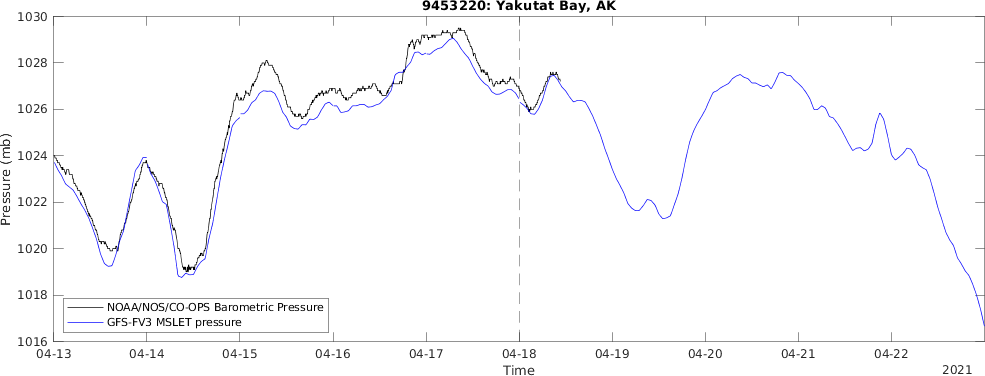 9453220: Yakutat Bay, AK
Pressure (mb)
1030
1028
1026
1024
1022
1020
1018
1016
NOAA/NOS/CO-OPS Barometric Pressure
GFS-FV3 MSLET pressure
04-13 04-14 04-15 04-16 04-17 04-18 04-19 04-20 04-21 04-22
Time
2021